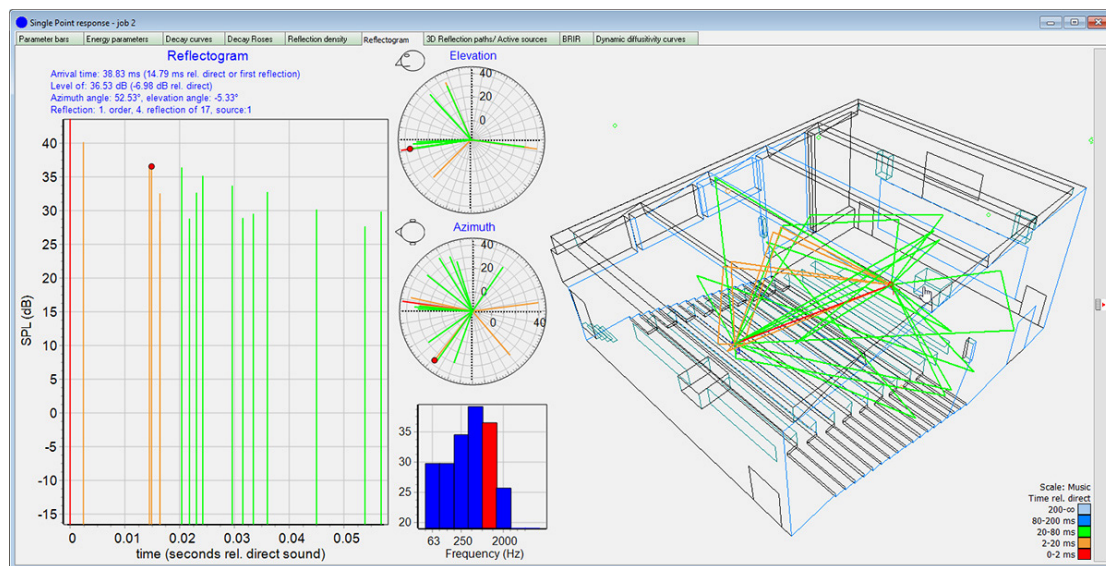 Single Point response - job 2
Parameter bars
Energy parameters
Decay curves
Decay Roses
Reflection density
Reflectogram
3D Reflection paths/ Active sources
BRIR
Dynamic diffusitivity curves
Reflectogram
Arrival time: 38.83 ms (14.79 ms rel. direct or first reflection)
Level of: 36.53 dB (-6.98 dB rel. direct)
Azimuth angle: 52.53°, elevation angle: -5.33°
Reflection: 1. order, 4. reflection of 17, source:1
SPL (dB)
40
35
30
25
20
15
10
5
0
-5
-10
-15
0
0.01
0.02
0.03
0.04
0.05
time (seconds rel. direct sound)
Elevation
40
20
0
Azimuth
40
20
0
0
40
35
30
25
20
63
250
2000
Frequency (Hz)
Scale: Music
Time rel. direct
200-∞
80-200 ms
20-80 ms
2-20 ms
0-2 ms